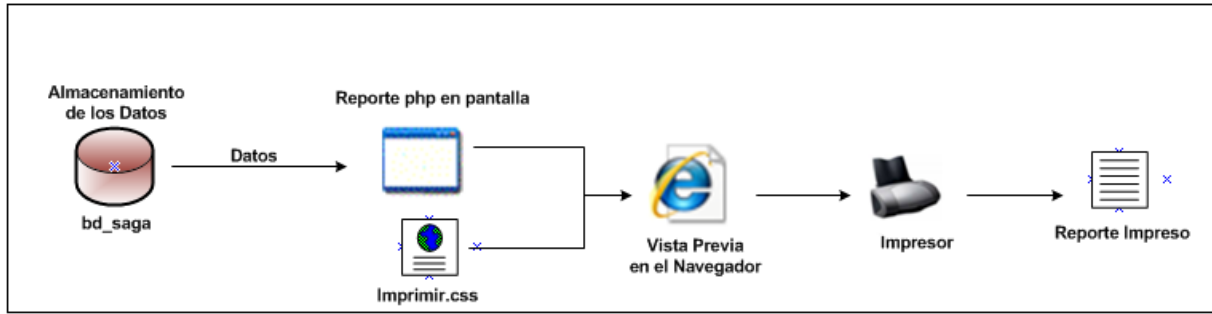 Almacenamiento
de los Datos
bd_saga
Datos
Reporte php en pantalla
Imprimir.css
Vista Previa
en el Navegador
Impresor
Reporte Impreso